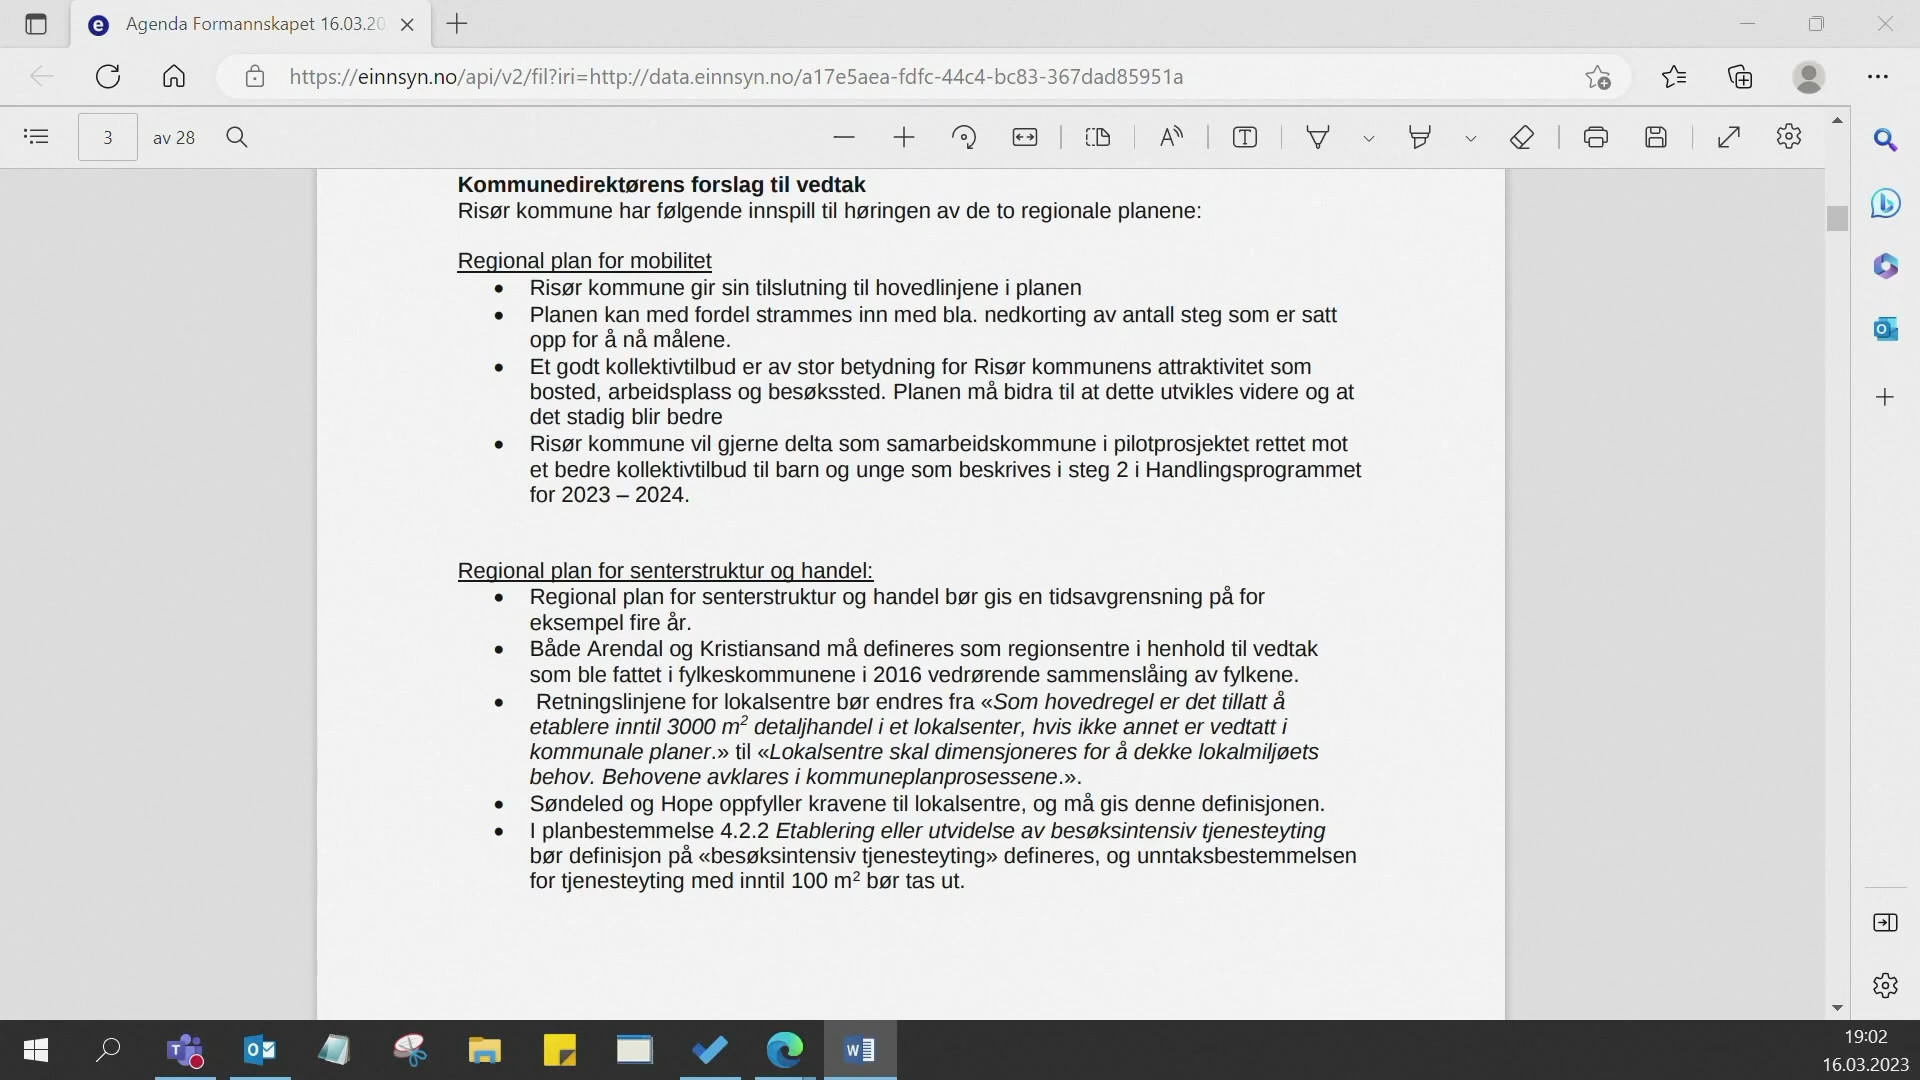 Agenda Formannskapet 16.03.20
https://einnsyn.no/api/v2/fil?iri=http://data.einnsyn.no/a17e5aea-fdfc-44c4-bc83-367dad85951a
3 av 28
Kommunedirektørens forslag til vedtak
Risør kommune har følgende innspill til høringen av de to regionale planene:
Regional plan for mobilitet
• Risør kommune gir sin tilslutning til hovedlinjene i planen
• Planen kan med fordel strammes inn med bla. nedkorting av antall steg som er satt
opp for å nå målene.
• Et godt kollektivtilbud er av stor betydning for Risør kommunens attraktivitet som
bosted, arbeidsplass og besøkssted. Planen må bidra til at dette utvikles videre og at
det stadig blir bedre
• Risør kommune vil gjerne delta som samarbeidskommune i pilotprosjektet rettet mot
et bedre kollektivtilbud til barn og unge som beskrives i steg 2 i Handlingsprogrammet
for 2023 – 2024.
Regional plan for senterstruktur og handel:
• Regional plan for senterstruktur og handel bør gis en tidsavgrensning på for
eksempel fire år.
• Både Arendal og Kristiansand må defineres som regionsentre i henhold til vedtak
som ble fattet i fylkeskommunene i 2016 vedrørende sammenslåing av fylkene.
• Retningslinjene for lokalsentre bør endres fra «Som hovedregel er det tillatt å
etablere inntil 3000 m² detaljhandel i et lokalsenter, hvis ikke annet er vedtatt i
kommunale planer.» til «Lokalsentre skal dimensjoneres for å dekke lokalmiljøets
behov. Behovene avklares i kommuneplanprosessene.».
• Søndeled og Hope oppfyller kravene til lokalsentre, og må gis denne definisjonen.
• I planbestemmelse 4.2.2 Etablering eller utvidelse av besøksintensiv tjenesteyting
bør definisjon på «besøksintensiv tjenesteyting» defineres, og unntaksbestemmelsen
for tjenesteyting med inntil 100 m² bør tas ut.
19:02
16.03.2023